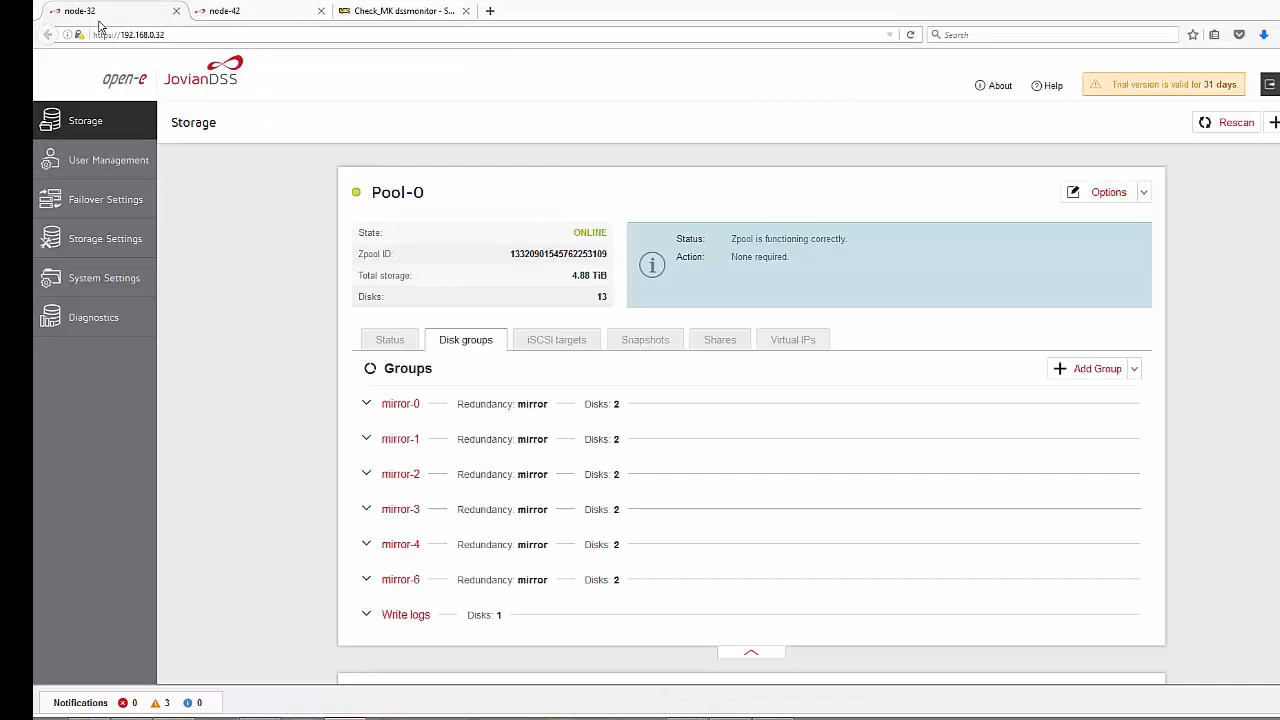 node-32
node-42
Check_MK dssmonitor - S...
https://192.168.0.32
Search
open-e JovianDSS
About
Help
Trial version is valid for 31 days.
Storage
User Management
Failover Settings
Storage Settings
System Settings
Diagnostics
Storage
Rescan
Pool-0
Options
State: ONLINE
Zpool ID: 13320901545762253109
Total storage: 4.88 TiB
Disks: 13
Status: Zpool is functioning correctly.
Action: None required.
Status
Disk groups
iSCSI targets
Snapshots
Shares
Virtual IPs
Groups
Add Group
mirror-0 Redundancy: mirror Disks: 2
mirror-1 Redundancy: mirror Disks: 2
mirror-2 Redundancy: mirror Disks: 2
mirror-3 Redundancy: mirror Disks: 2
mirror-4 Redundancy: mirror Disks: 2
mirror-6 Redundancy: mirror Disks: 2
Write logs Disks: 1
Notifications 0 3 0